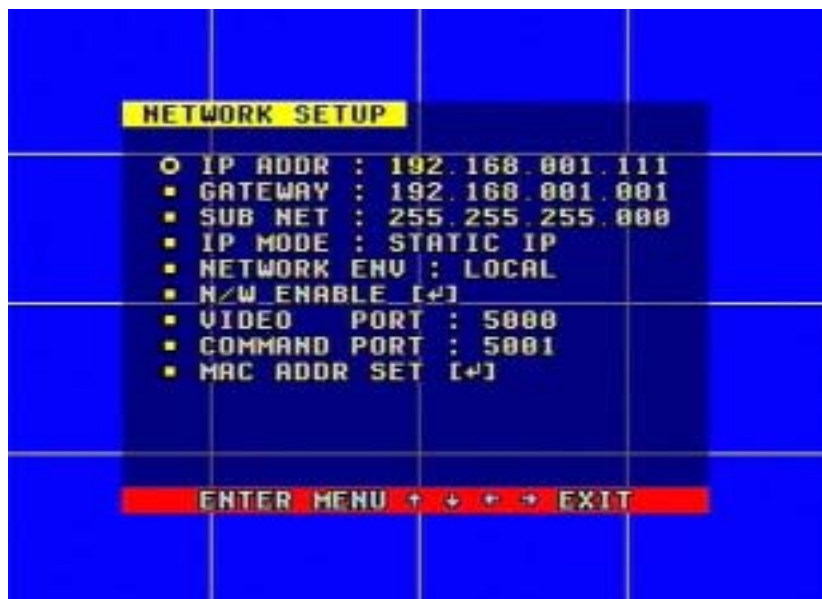 NETWORK SETUP
IP ADDR : 192.168.001.111
GATEWAY : 192.168.001.001
SUB NET : 255.255.255.000
IP MODE : STATIC IP
NETWORK ENV : LOCAL
N/W ENABLE [↵]
VIDEO PORT : 5000
COMMAND PORT : 5001
MAC ADDR SET [↵]
ENTER MENU ↑ ↓ ← → EXIT